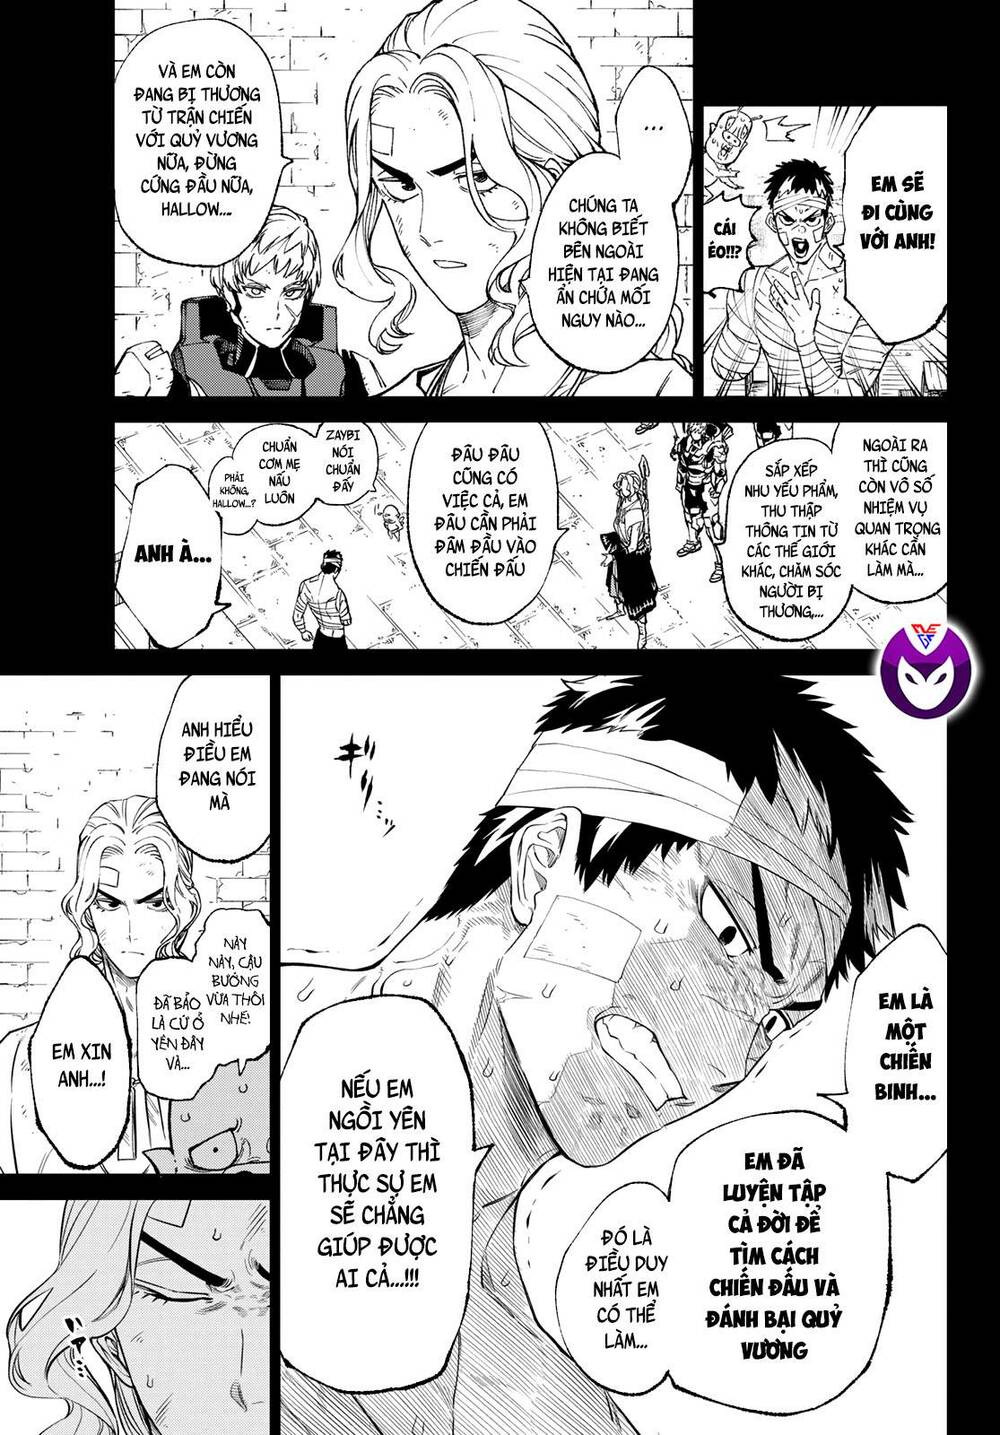 EM SẼ
ĐI CÙNG
VỚI ANH!
CÁI
ÉO!!!?
...
CHÚNG TA
KHÔNG BIẾT
BÊN NGOÀI
HIỆN TẠI ĐANG
ẨN CHỨA MỐI
NGUY NÀO...
VÀ EM CÒN
ĐANG BỊ THƯƠNG
TỪ TRẬN CHIẾN
VỚI QUỶ VƯƠNG
NỮA, ĐỪNG
CỨNG ĐẦU NỮA,
HALLOW....
NGOÀI RA
THÌ CŨNG
CÒN VÔ SỐ
NHIỆM VỤ
QUAN TRỌNG
KHÁC CẦN
LÀM MÀ...
SẮP XẾP
NHU YẾU PHẨM,
THU THẬP
THÔNG TIN TỪ
CÁC THẾ GIỚI
KHÁC, CHĂM SÓC
NGƯỜI BỊ
THƯƠNG,...
ĐÂU ĐÂU
CŨNG CÓ
VIỆC CẢ, EM
ĐÂU CẦN PHẢI
ĐÂM ĐẦU VÀO
CHIẾN ĐẤU
ZAYBI
NÓI
CHUẨN
ĐẤY
CHUẨN
CƠM MẸ
NẤU
LUÔN
PHẢI
KHÔNG,
HALLOW...?
ANH À...
EM LÀ
MỘT
CHIẾN
BINH...
EM ĐÃ
LUYỆN TẬP
CẢ ĐỜI ĐỂ
TÌM CÁCH
CHIẾN ĐẤU VÀ
ĐÁNH BẠI QUỶ
VƯƠNG
ĐÓ LÀ
ĐIỀU DUY
NHẤT EM
CÓ THỂ
LÀM...
ギッ
NẾU EM
NGỒI YÊN
TẠI ĐÂY THÌ
THỰC SỰ EM
SẼ CHẲNG
GIÚP ĐƯỢC
AI CẢ...!!!
ANH HIỂU
ĐIỀU EM
ĐANG NÓI
MÀ
NÀY
NÀY, CẬU
BƯỚNG
VỪA THÔI
NHÉ!
ĐÃ BẢO
LÀ CỨ Ở
YÊN ĐÂY
VÀ...
EM XIN
ANH...!